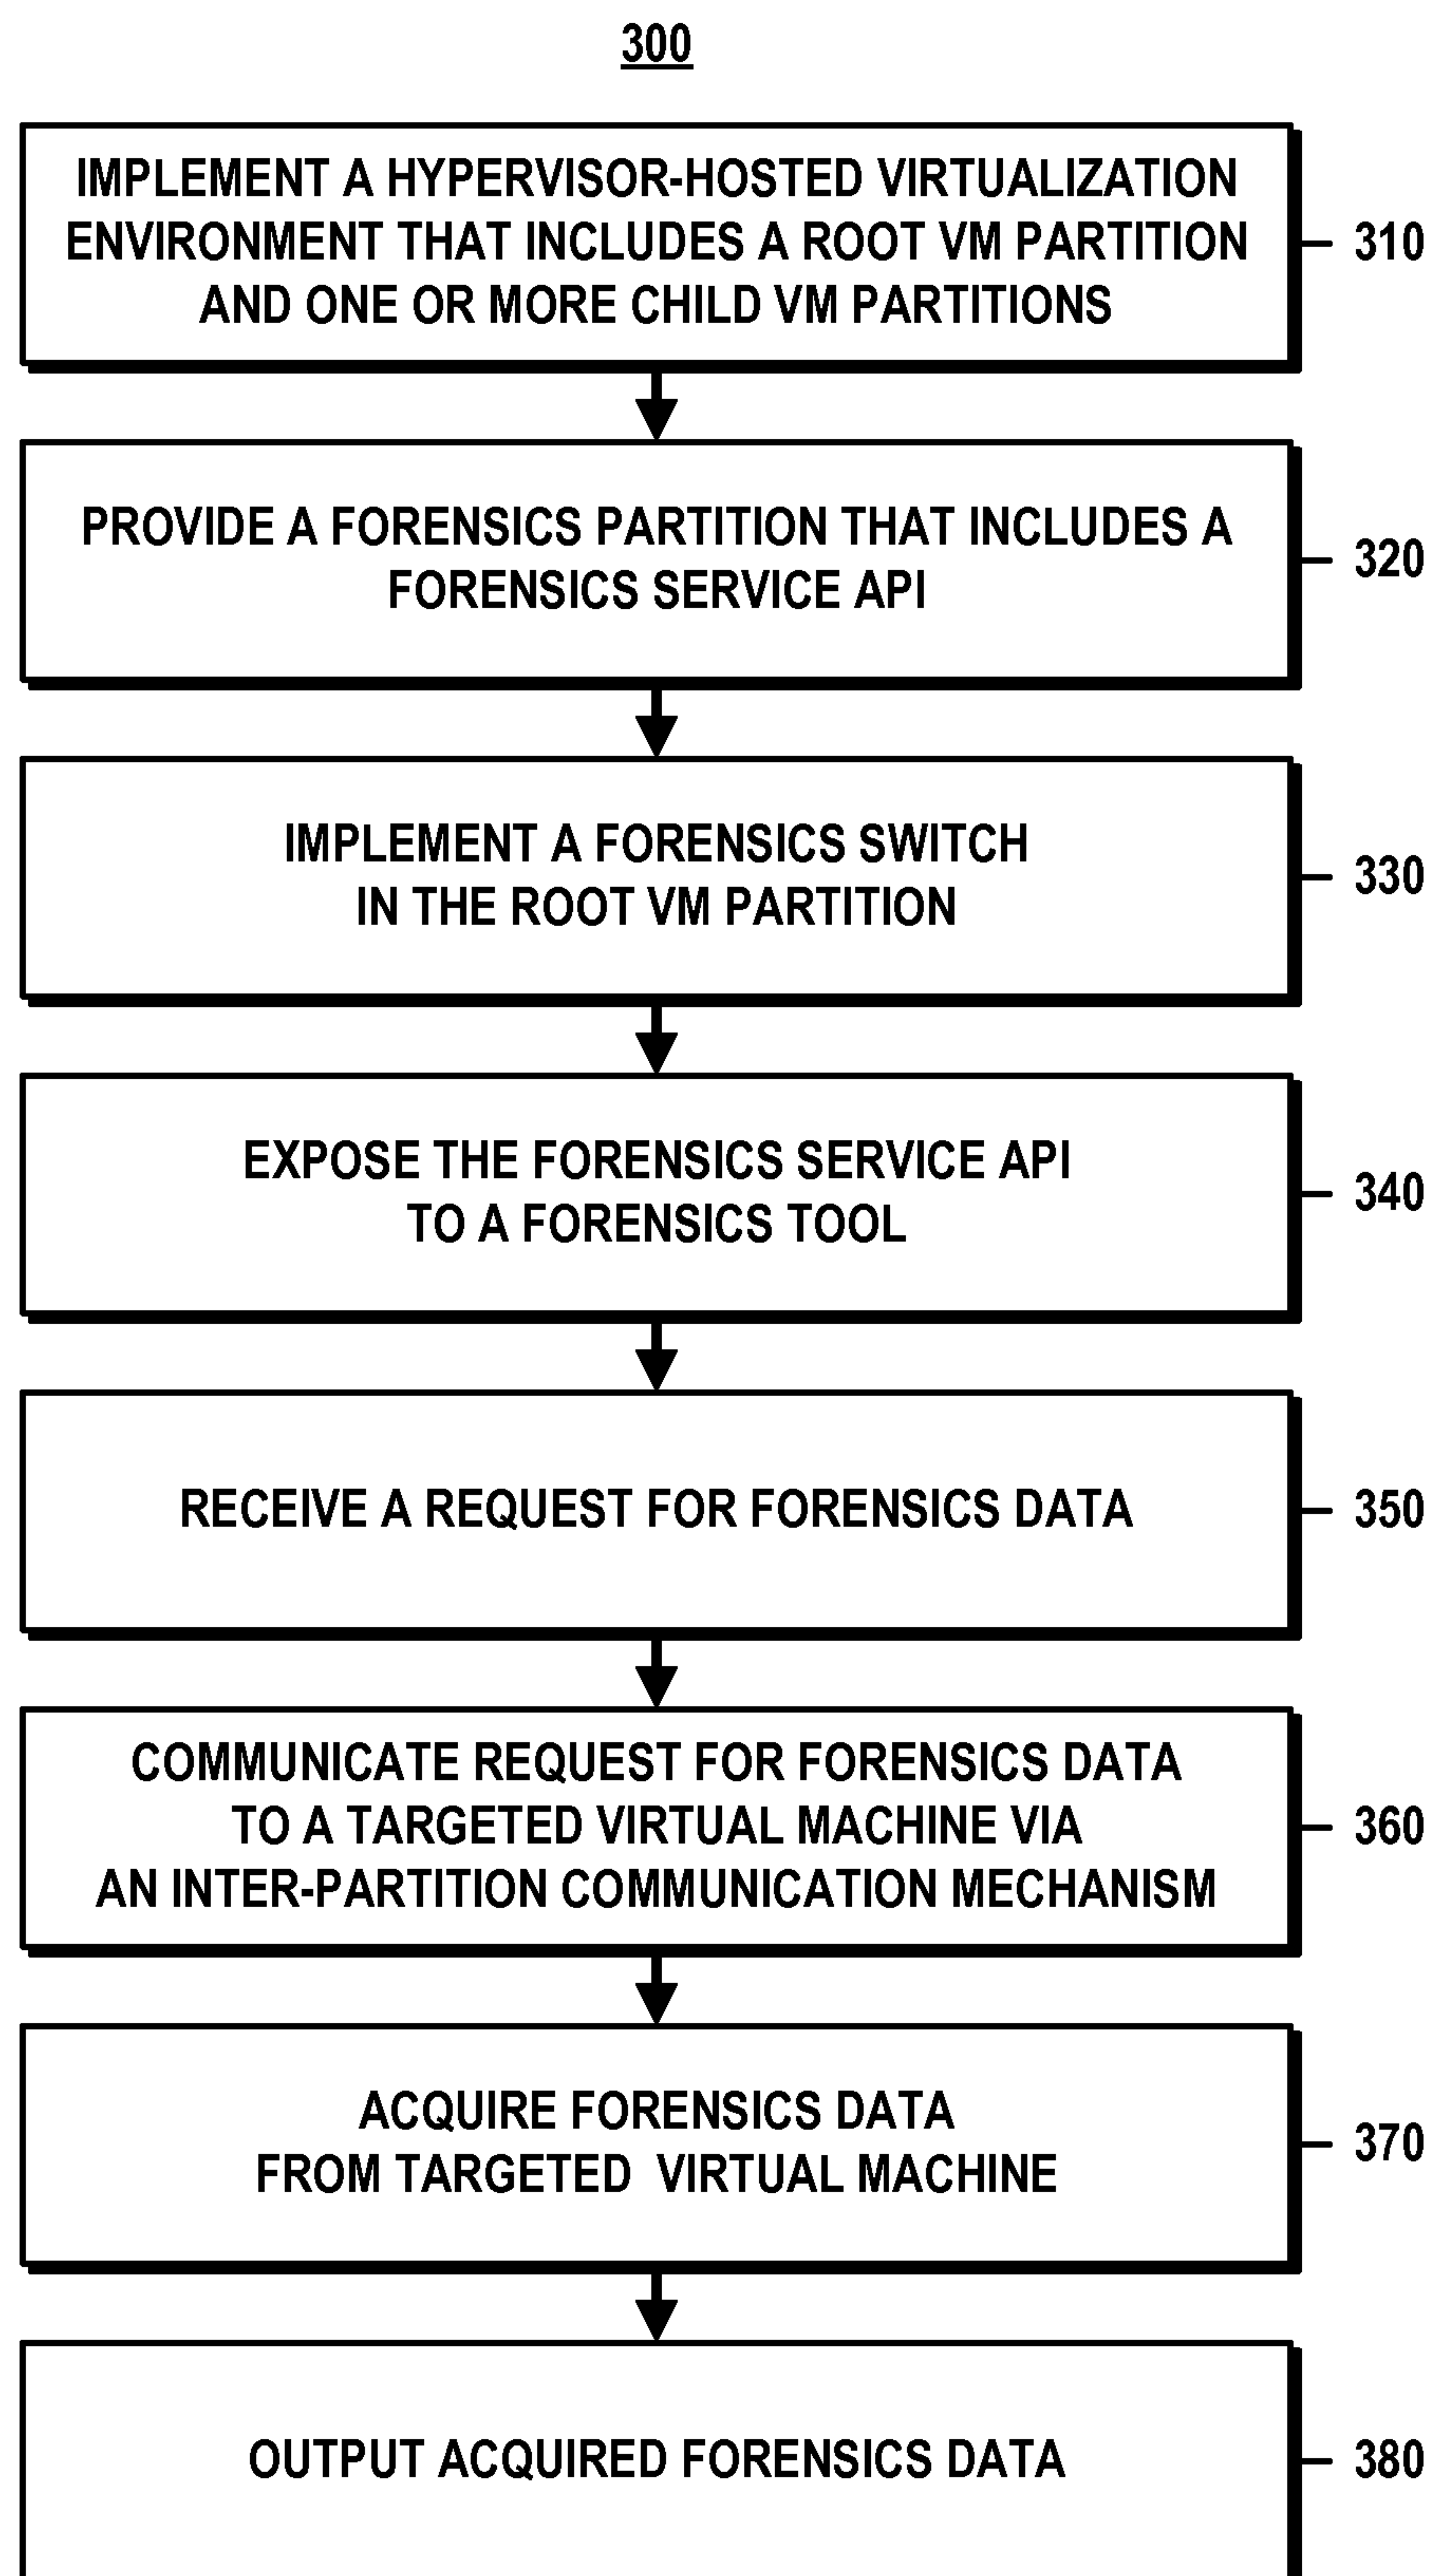 300
IMPLEMENT A HYPERVISOR-HOSTED VIRTUALIZATION
ENVIRONMENT THAT INCLUDES A ROOT VM PARTITION
AND ONE OR MORE CHILD VM PARTITIONS
310
PROVIDE A FORENSICS PARTITION THAT INCLUDES A
FORENSICS SERVICE API
320
IMPLEMENT A FORENSICS SWITCH
IN THE ROOT VM PARTITION
330
EXPOSE THE FORENSICS SERVICE API
TO A FORENSICS TOOL
340
RECEIVE A REQUEST FOR FORENSICS DATA
350
COMMUNICATE REQUEST FOR FORENSICS DATA
TO A TARGETED VIRTUAL MACHINE VIA
AN INTER-PARTITION COMMUNICATION MECHANISM
360
ACQUIRE FORENSICS DATA
FROM TARGETED VIRTUAL MACHINE
370
OUTPUT ACQUIRED FORENSICS DATA
380